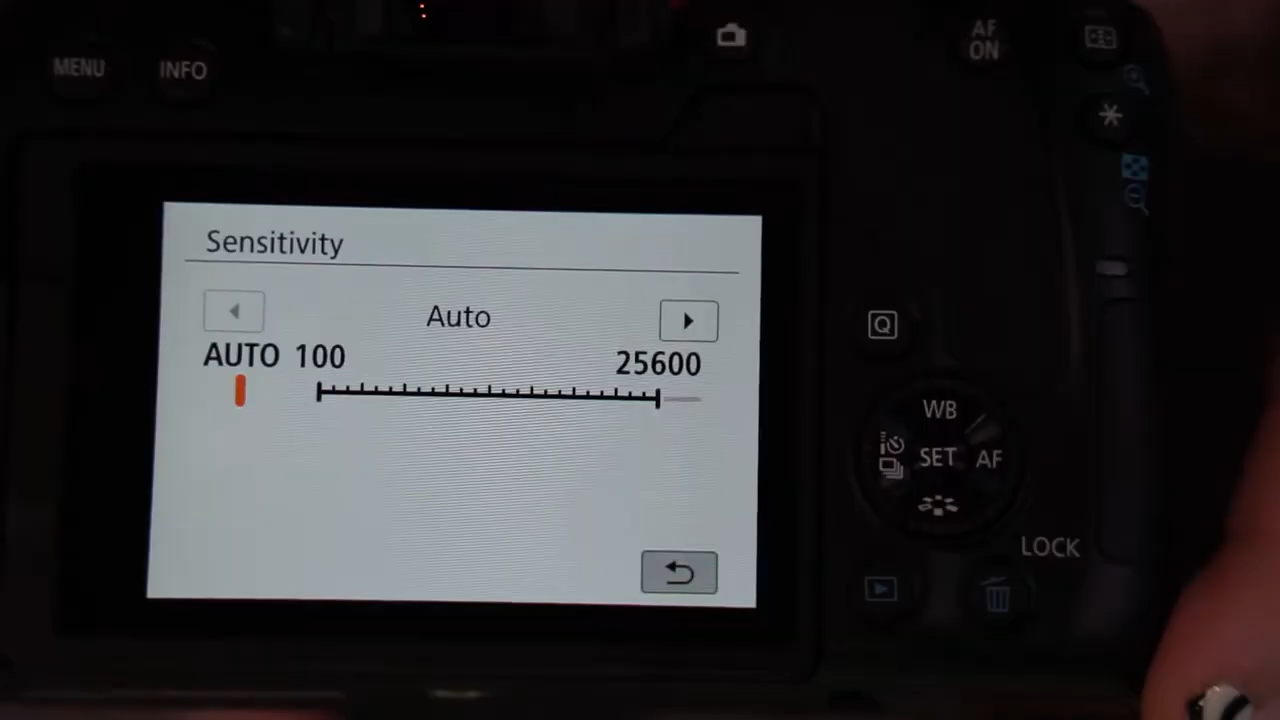 MENU INFO
AF
ON
Sensitivity
Auto
AUTO 100 25600
Q
WB
SET AF
LOCK